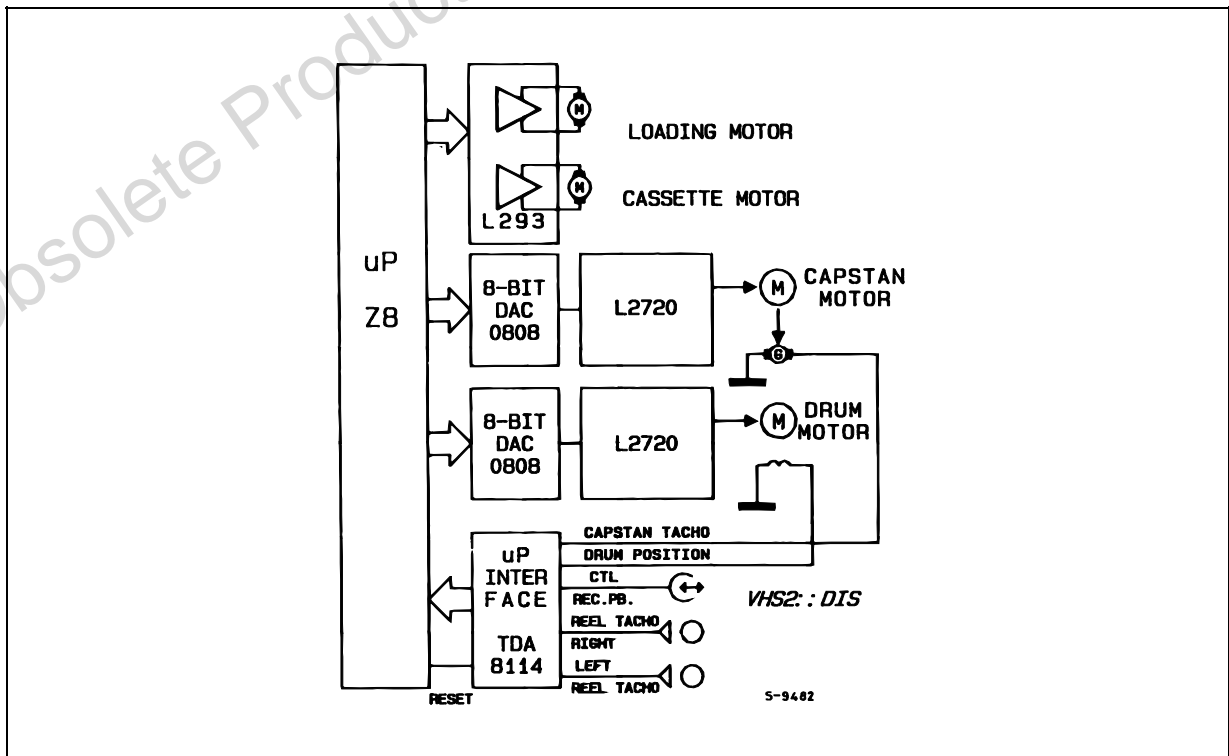 Obsolete Produc
LOADING MOTOR
CASSETTE MOTOR
L293
uP
Z8
8-BIT
DAC
0808
L2720
M
CAPSTAN
MOTOR
G
8-BIT
DAC
0808
L2720
M
DRUM
MOTOR
M
M
uP
INTER
FACE
TDA
8114
CAPSTAN TACHO
DRUM POSITION
CTL
REC.PB.
REEL TACHO
RIGHT
LEFT
REEL TACHO
RESET
VHS2::DIS
S-9482